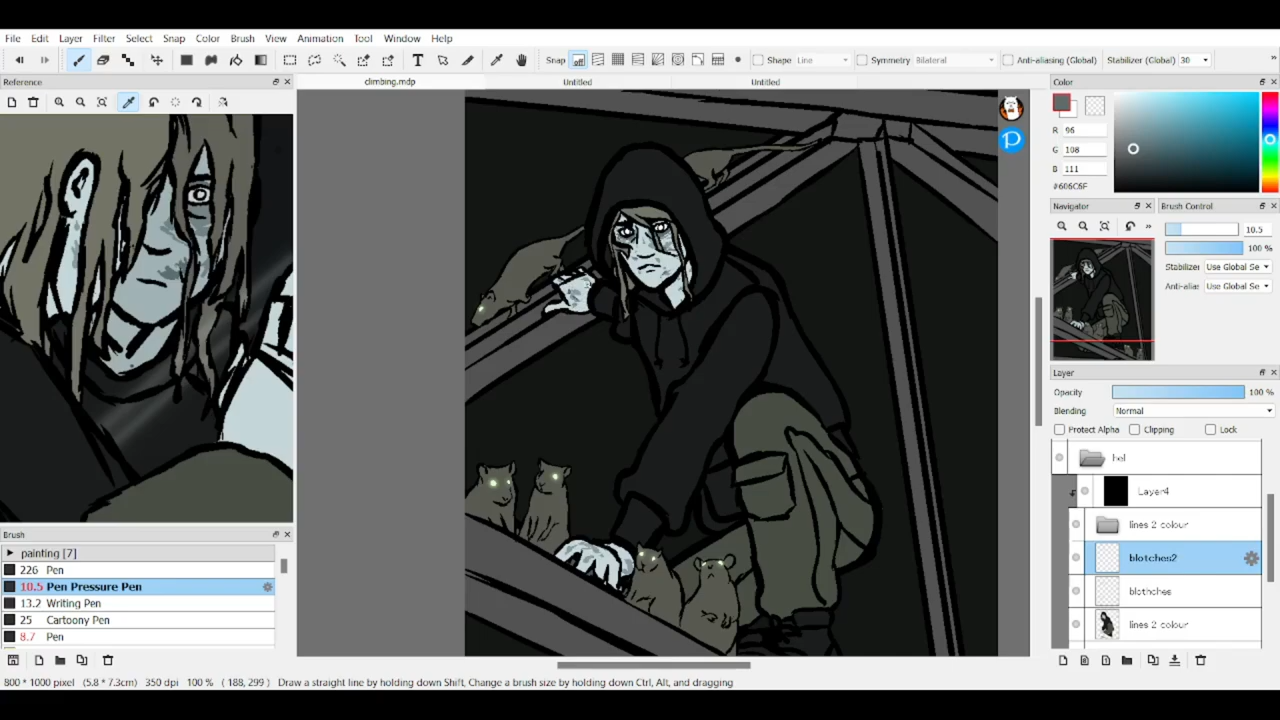 File Edit Layer Filter Select Snap Color Brush View Animation Tool Window Help
T Snap off Shape Line Symmetry Bilateral Anti-aliasing (Global) Stabilizer (Global) 30 »
Reference climbing.mdp Untitled Untitled Color
R 96
G 108
B 111
#606C6F
Navigator Brush Control
» 10.5
100 %
Stabilizer Use Global Se
Anti-alias Use Global Se
Layer
Opacity 100 %
Blending Normal
Protect Alpha Clipping Lock
hel
Layer4
lines 2 colour
blotches2
blothches
lines 2 colour
Brush
painting [7]
226 Pen
10.5 Pen Pressure Pen
13.2 Writing Pen
25 Cartoony Pen
8.7 Pen
800 * 1000 pixel (5.8 * 7.3cm) 350 dpi 100 % ( 188, 299 ) Draw a straight line by holding down Shift, Change a brush size by holding down Ctrl, Alt, and dragging